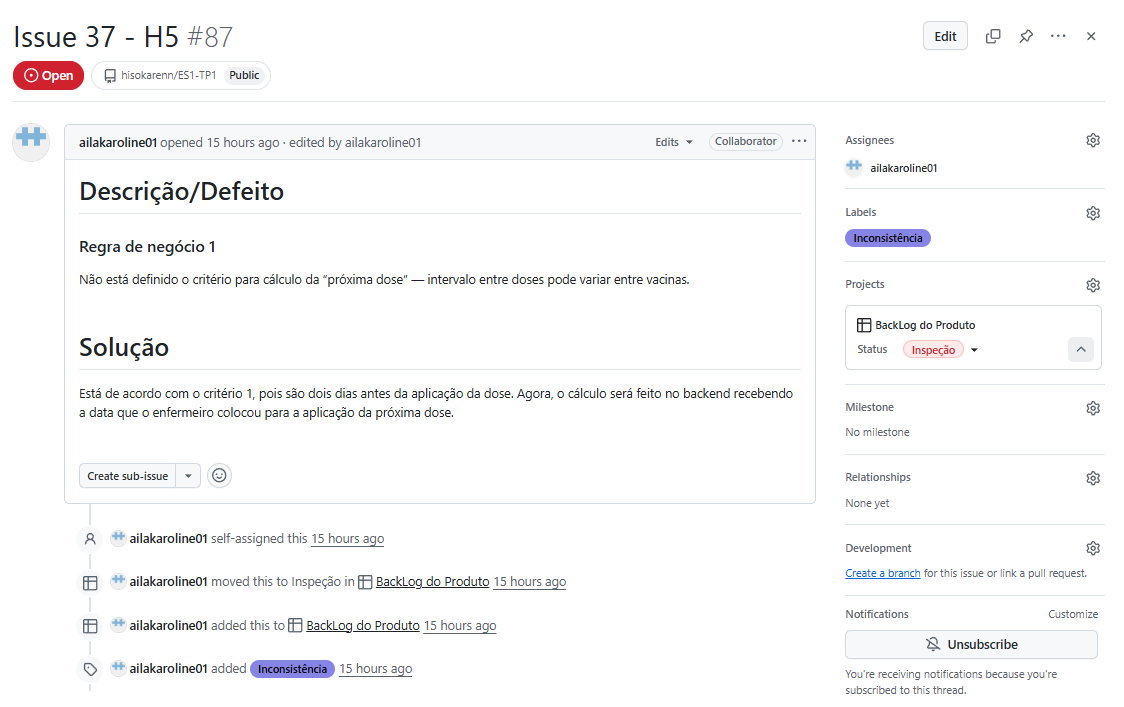 Issue 37 - H5 #87
Edit
Open
hisokarenn/ES1-TP1 Public
ailakaroline01 opened 15 hours ago · edited by ailakaroline01
Edits
Collaborator
Descrição/Defeito
Regra de negócio 1
Não está definido o critério para cálculo da “próxima dose” — intervalo entre doses pode variar entre vacinas.
Solução
Está de acordo com o critério 1, pois são dois dias antes da aplicação da dose. Agora, o cálculo será feito no backend recebendo
a data que o enfermeiro colocou para a aplicação da próxima dose.
Create sub-issue
ailakaroline01 self-assigned this 15 hours ago
ailakaroline01 moved this to Inspeção in BackLog do Produto 15 hours ago
ailakaroline01 added this to BackLog do Produto 15 hours ago
ailakaroline01 added Inconsistência 15 hours ago
Assignees
ailakaroline01
Labels
Inconsistência
Projects
BackLog do Produto
Status Inspeção
Milestone
No milestone
Relationships
None yet
Development
Create a branch for this issue or link a pull request.
Notifications Customize
Unsubscribe
You're receiving notifications because you're
subscribed to this thread.